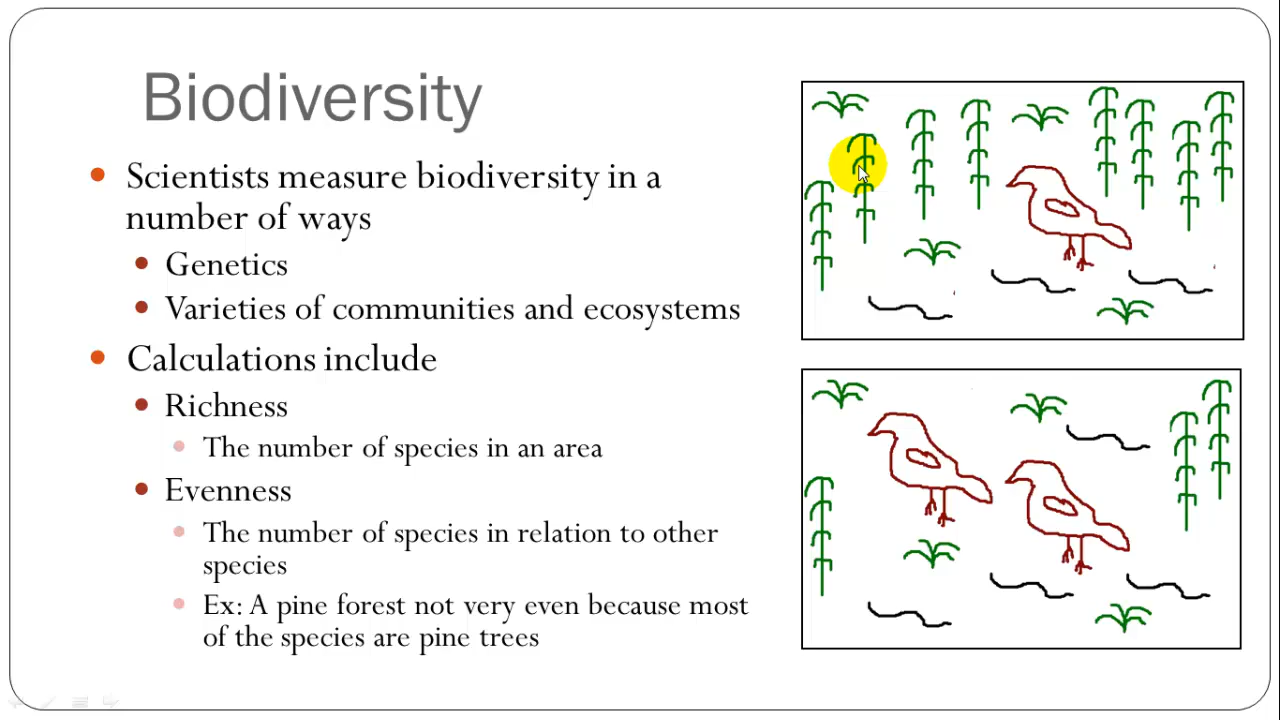 Biodiversity
Scientists measure biodiversity in a
number of ways
Genetics
Varieties of communities and ecosystems
Calculations include
Richness
The number of species in an area
Evenness
The number of species in relation to other
species
Ex: A pine forest not very even because most
of the species are pine trees